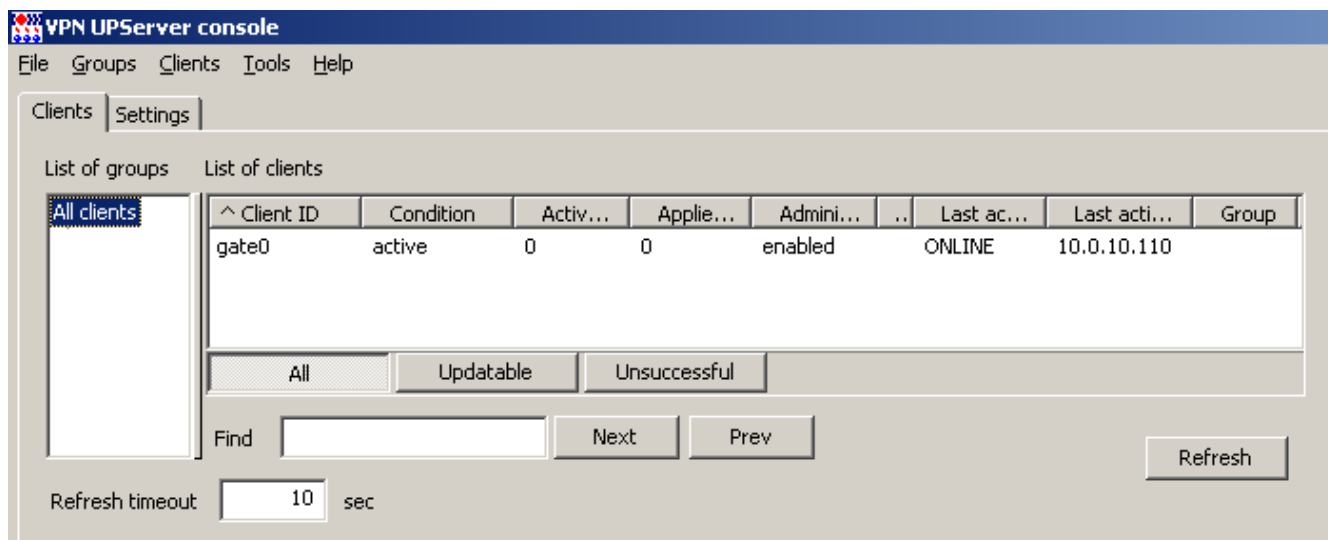 VPN UPServer console
File Groups Clients Tools Help
Clients Settings
List of groups List of clients
All clients
^ Client ID Condition Activ... Applie... Admini... .. Last ac... Last acti... Group
gate0 active 0 0 enabled ONLINE 10.0.10.110
All Updatable Unsuccessful
Find Next Prev
Refresh
Refresh timeout 10 sec